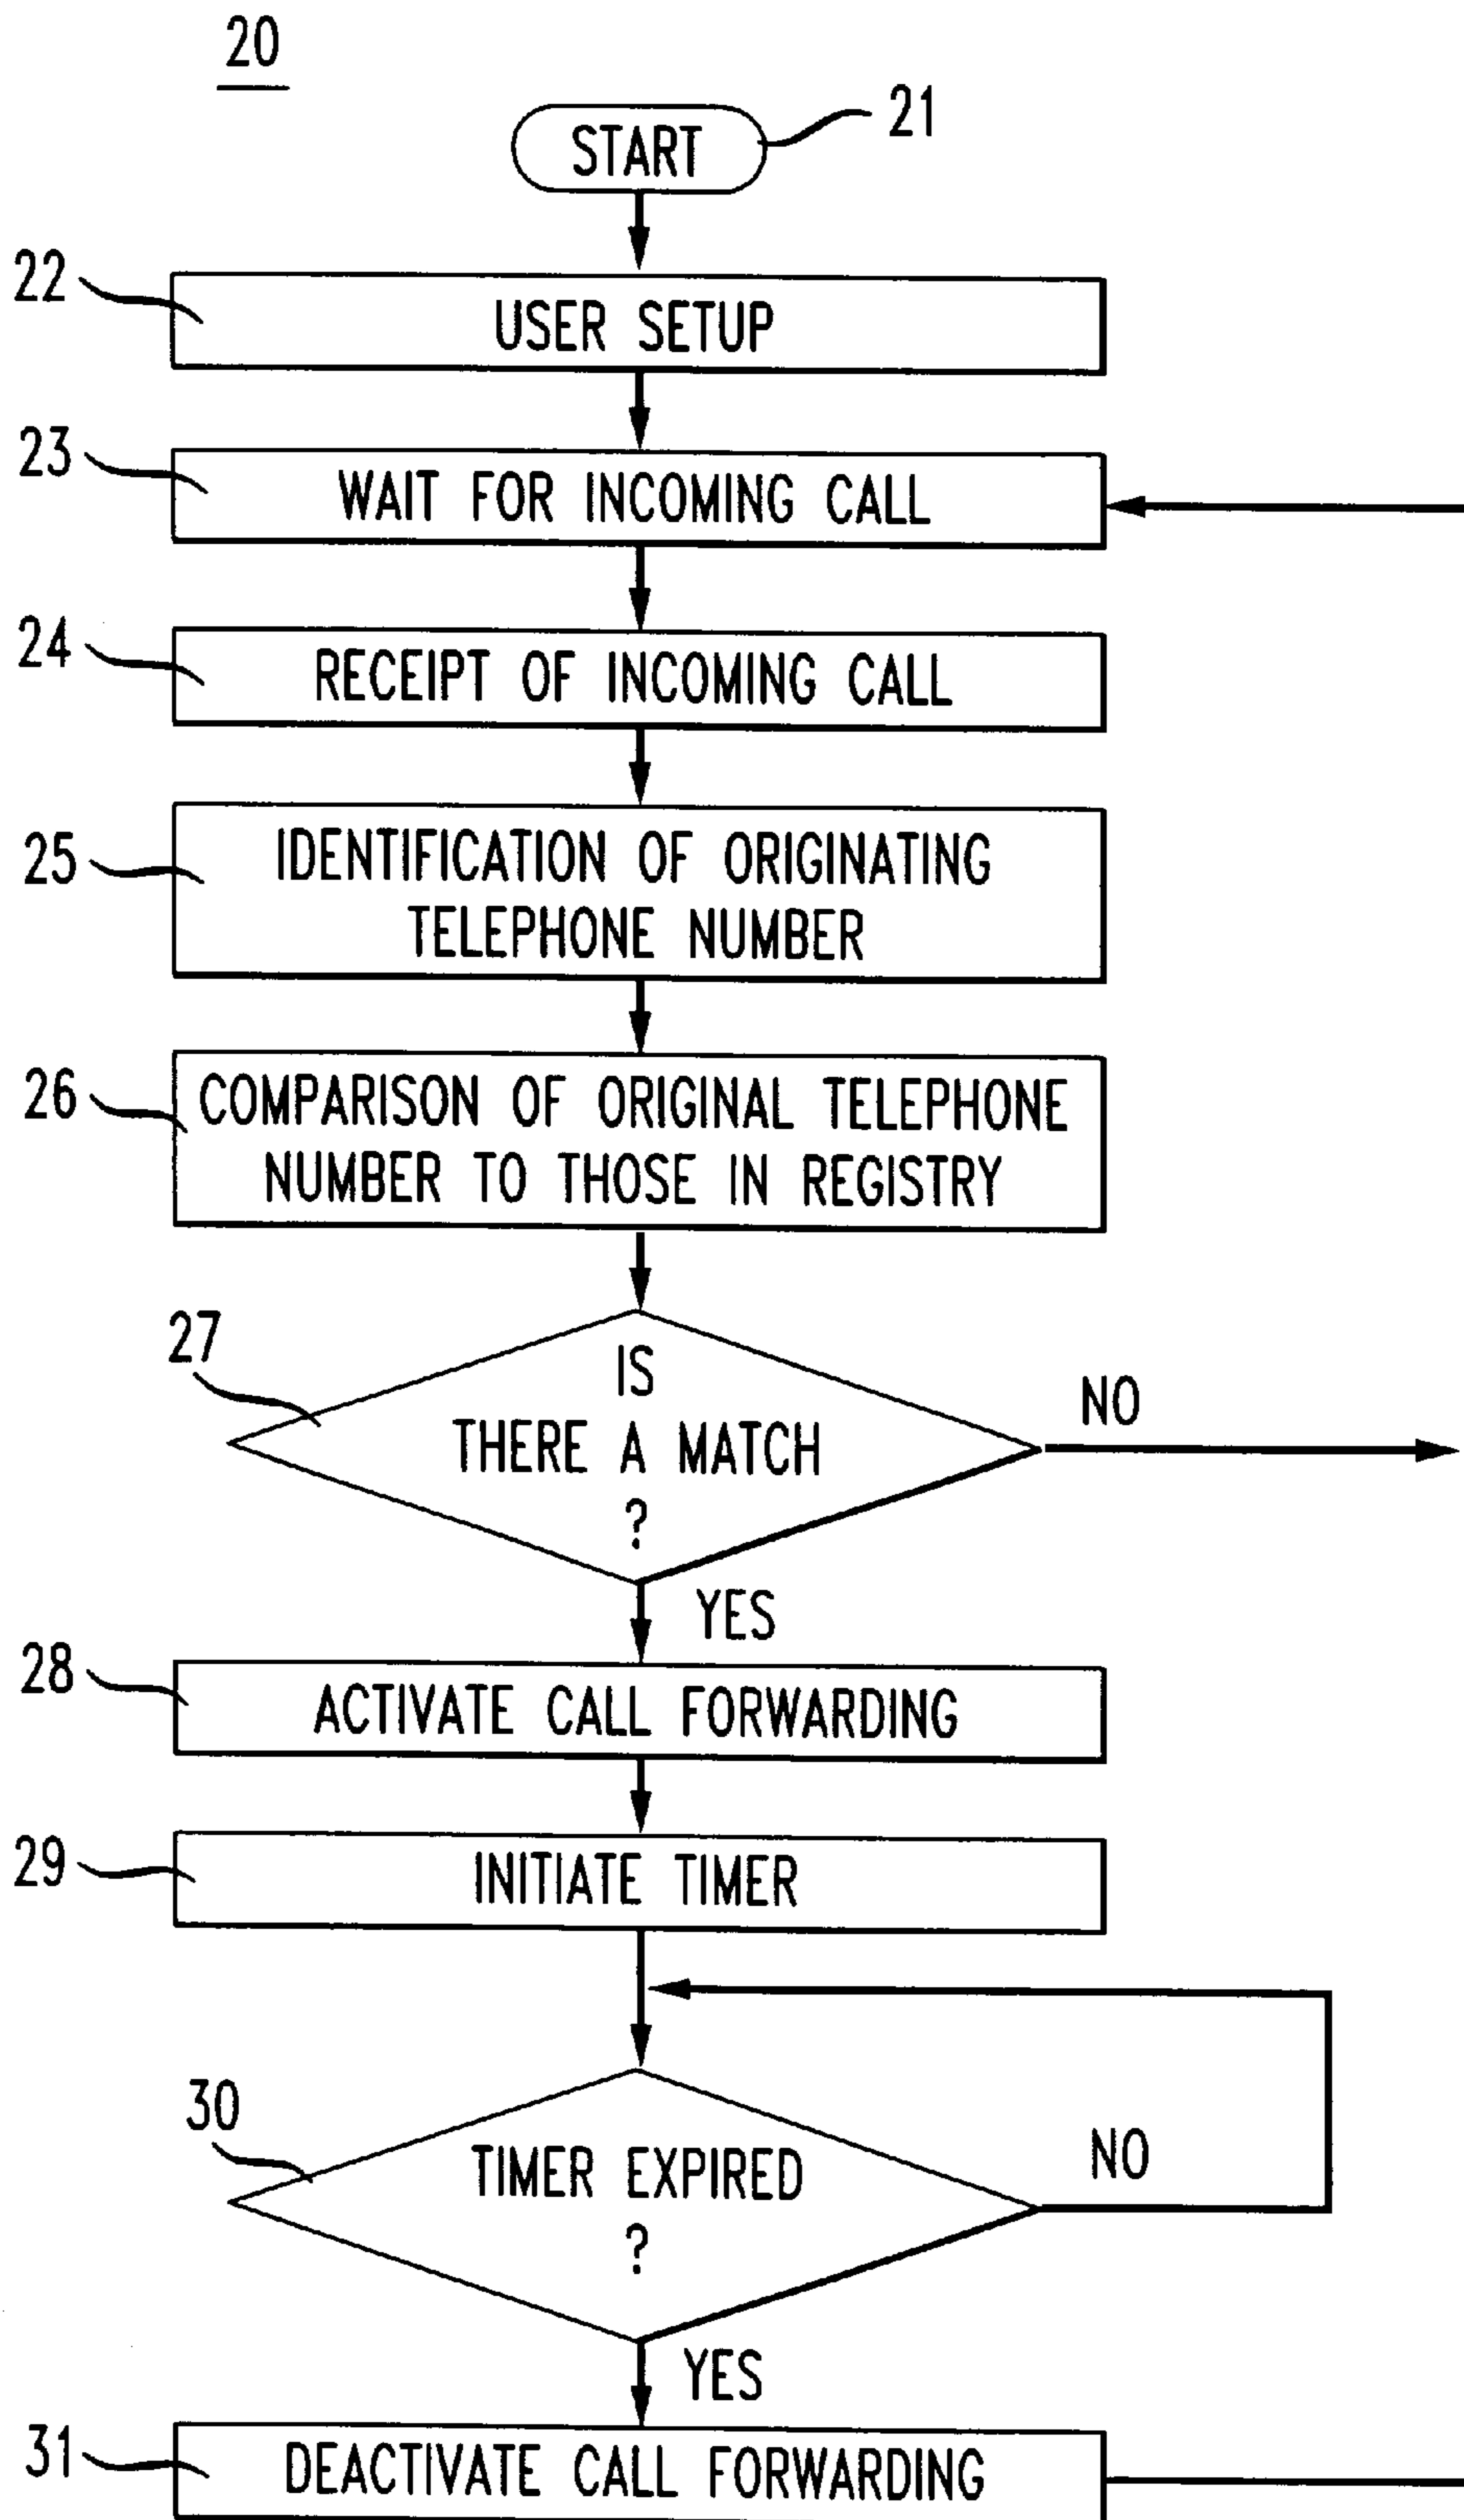 20
START
21
22
USER SETUP
23
WAIT FOR INCOMING CALL
24
RECEIPT OF INCOMING CALL
25
IDENTIFICATION OF ORIGINATING
TELEPHONE NUMBER
26
COMPARISON OF ORIGINAL TELEPHONE
NUMBER TO THOSE IN REGISTRY
27
IS
THERE A MATCH
?
NO
YES
28
ACTIVATE CALL FORWARDING
29
INITIATE TIMER
30
TIMER EXPIRED
?
NO
YES
31
DEACTIVATE CALL FORWARDING